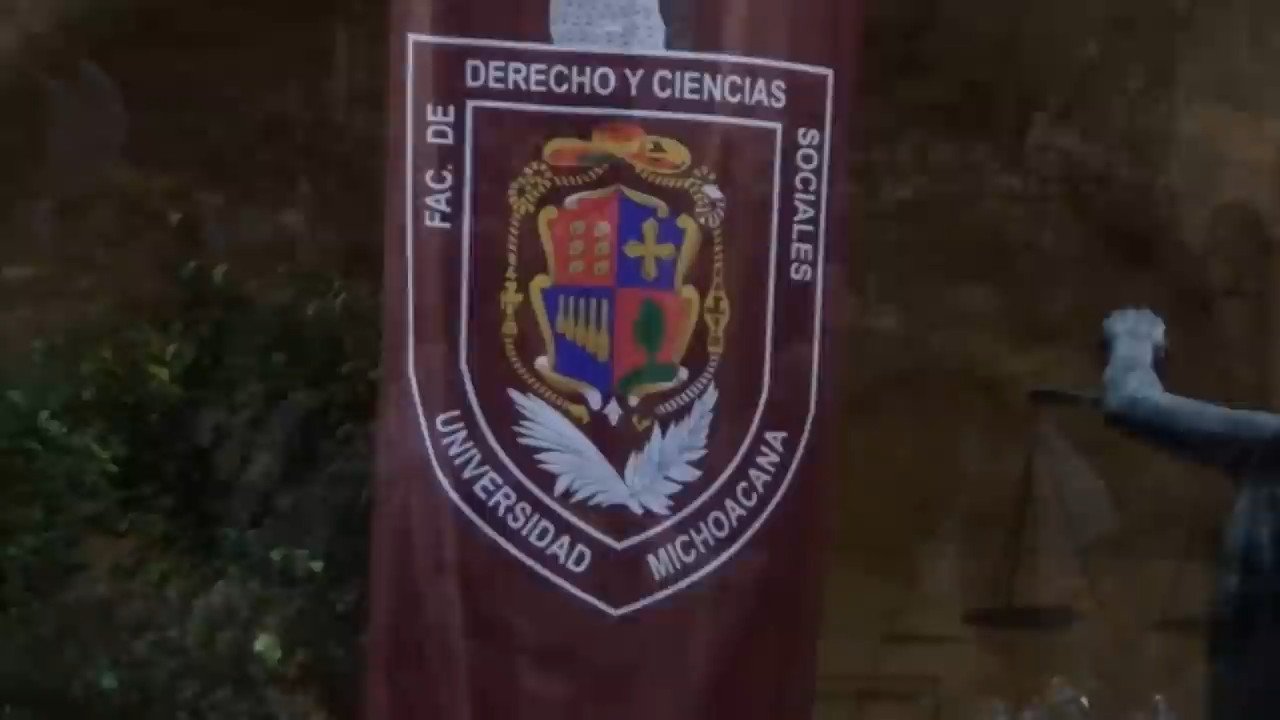 FAC. DE
DERECHO Y CIENCIAS
SOCIALES
UNIVERSIDAD
MICHOACANA